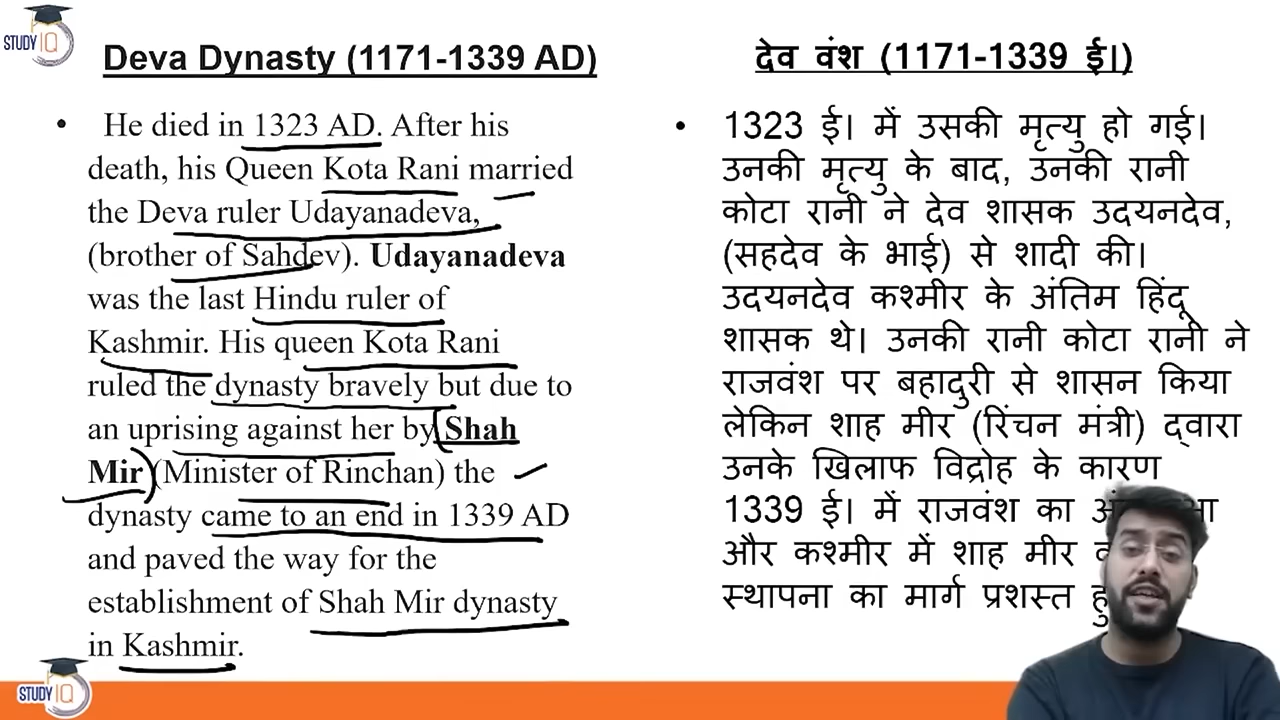 STUDY IQ
Deva Dynasty (1171-1339 AD)
• He died in 1323 AD. After his
death, his Queen Kota Rani married
the Deva ruler Udayanadeva,
(brother of Sahdev). Udayanadeva
was the last Hindu ruler of
Kashmir. His queen Kota Rani
ruled the dynasty bravely but due to
an uprising against her by Shah
Mir (Minister of Rinchan) the
dynasty came to an end in 1339 AD
and paved the way for the
establishment of Shah Mir dynasty
in Kashmir.
देव वंश (1171-1339 ई।)
• 1323 ई। में उसकी मृत्यु हो गई।
उनकी मृत्यु के बाद, उनकी रानी
कोटा रानी ने देव शासक उदयनदेव,
(सहदेव के भाई) से शादी की।
उदयनदेव कश्मीर के अंतिम हिंदू
शासक थे। उनकी रानी कोटा रानी ने
राजवंश पर बहादुरी से शासन किया
लेकिन शाह मीर (रिंचन मंत्री) द्वारा
उनके खिलाफ विद्रोह के कारण
1339 ई। में राजवंश का
और कश्मीर में शाह मीर
स्थापना का मार्ग प्रशस्त
STUDY IQ